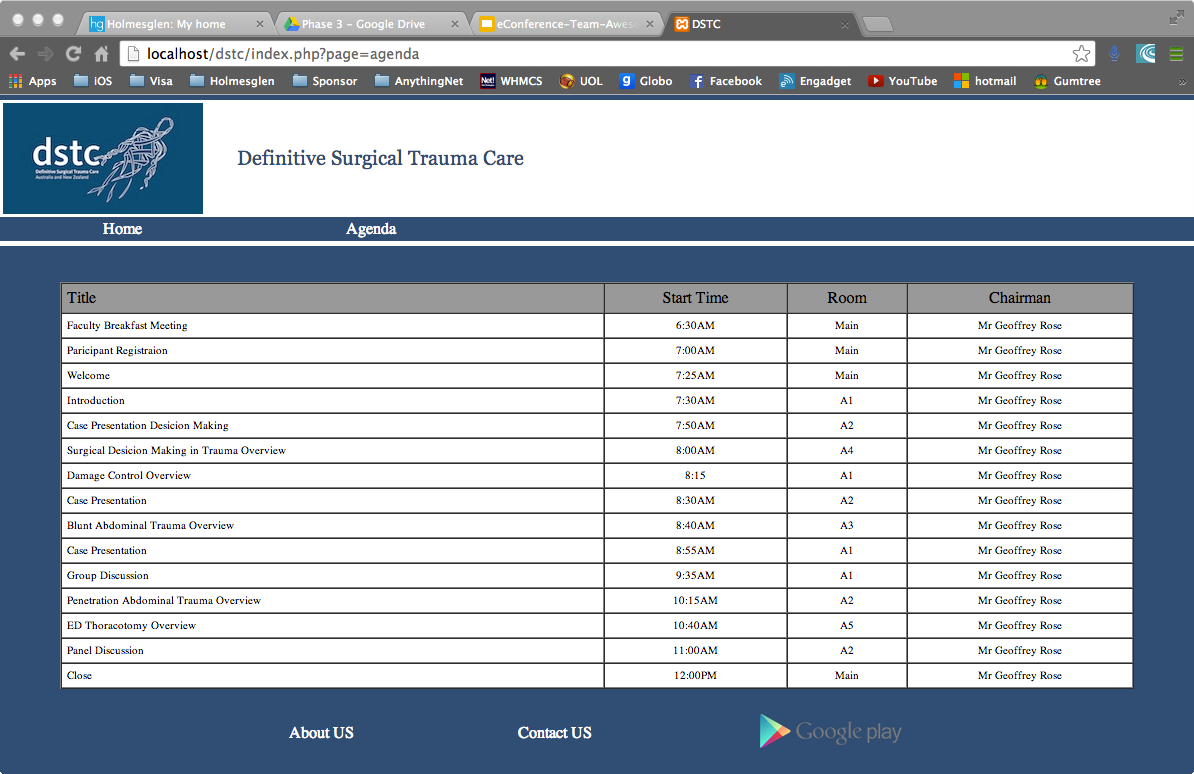 Holmesglen: My home
Phase 3 – Google Drive
eConference-Team-Aweso
DSTC
localhost/dstc/index.php?page=agenda
Apps iOS Visa Holmesglen Sponsor AnythingNet Net! WHMCS UOL g Globo f Facebook Engadget YouTube hotmail Gumtree »
dstc
Definitive Surgical Trauma Care
Australia and New Zealand
Definitive Surgical Trauma Care
Home Agenda
Title Start Time Room Chairman
Faculty Breakfast Meeting 6:30AM Main Mr Geoffrey Rose
Paricipant Registraion 7:00AM Main Mr Geoffrey Rose
Welcome 7:25AM Main Mr Geoffrey Rose
Introduction 7:30AM A1 Mr Geoffrey Rose
Case Presentation Desicion Making 7:50AM A2 Mr Geoffrey Rose
Surgical Desicion Making in Trauma Overview 8:00AM A4 Mr Geoffrey Rose
Damage Control Overview 8:15 A1 Mr Geoffrey Rose
Case Presentation 8:30AM A2 Mr Geoffrey Rose
Blunt Abdominal Trauma Overview 8:40AM A3 Mr Geoffrey Rose
Case Presentation 8:55AM A1 Mr Geoffrey Rose
Group Discussion 9:35AM A1 Mr Geoffrey Rose
Penetration Abdominal Trauma Overview 10:15AM A2 Mr Geoffrey Rose
ED Thoracotomy Overview 10:40AM A5 Mr Geoffrey Rose
Panel Discussion 11:00AM A2 Mr Geoffrey Rose
Close 12:00PM Main Mr Geoffrey Rose
About US Contact US Google play